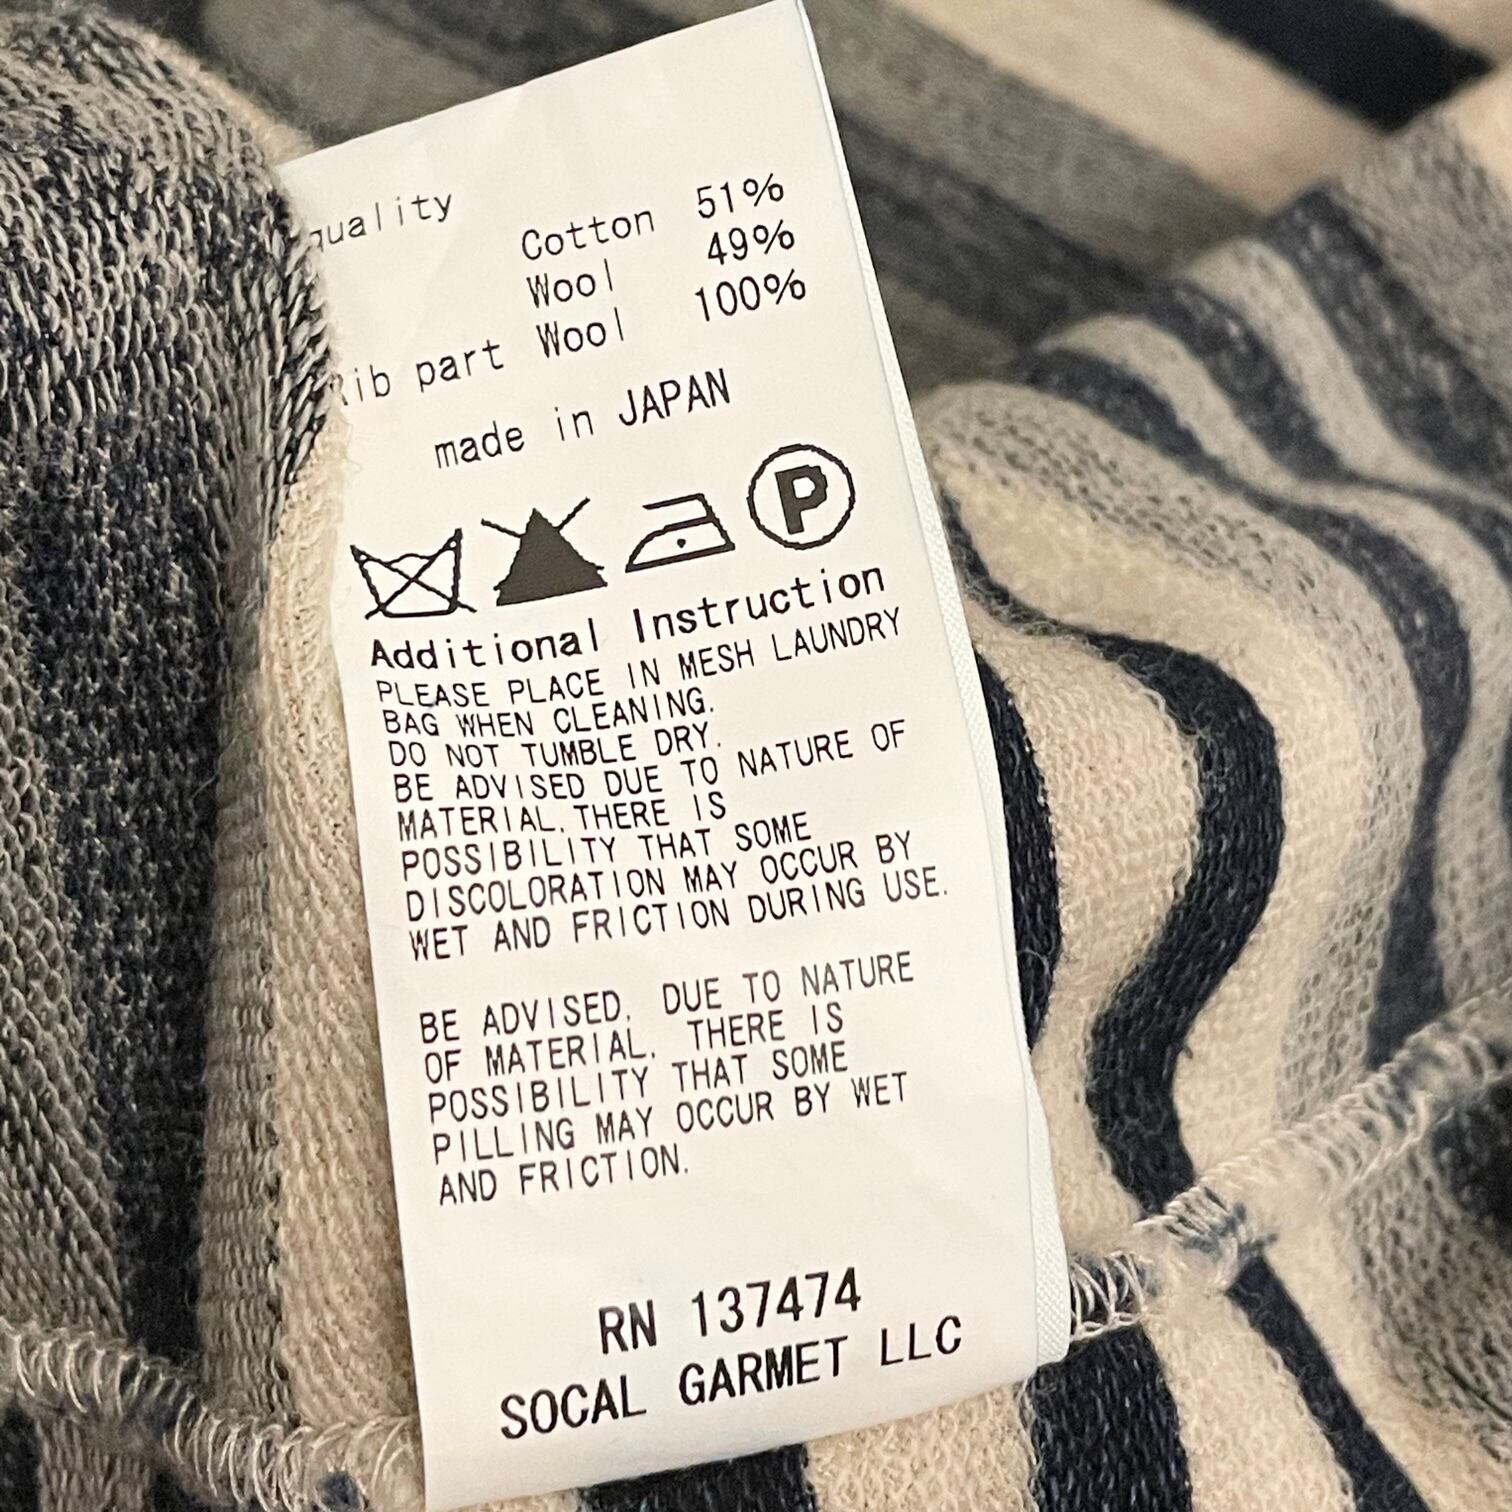 quality
Cotton 51%
Wool 49%
Rib part Wool 100%
made in JAPAN
P
Additional Instruction
PLEASE PLACE IN MESH LAUNDRY
BAG WHEN CLEANING.
DO NOT TUMBLE DRY.
BE ADVISED DUE TO NATURE OF
MATERIAL, THERE IS
POSSIBILITY THAT SOME
DISCOLORATION MAY OCCUR BY
WET AND FRICTION DURING USE.
BE ADVISED, DUE TO NATURE
OF MATERIAL, THERE IS
POSSIBILITY THAT SOME
PILLING MAY OCCUR BY WET
AND FRICTION.
RN 137474
SOCAL GARMET LLC